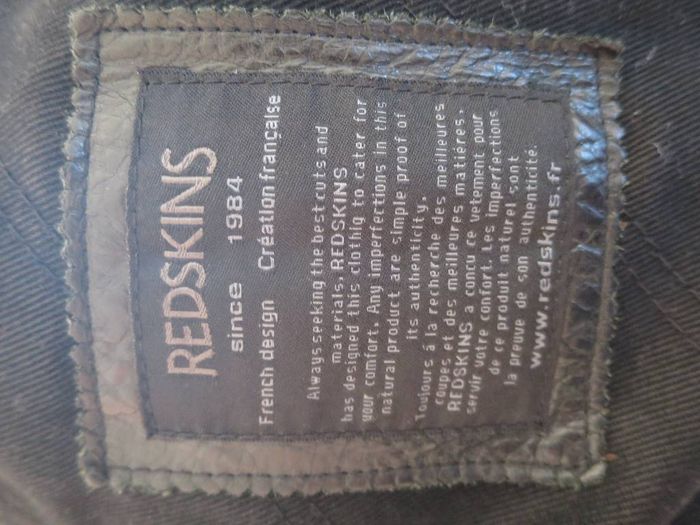 REDSKINS
since 1984
French design Création française
Always seeking the best cuts and
materials, REDSKINS
has designed this clothig to cater for
your comfort. Any imperfections in this
natural product are simple proof of
its authenticity.
Toujours à la recherche des meilleures
coupes et des meilleures matières,
REDSKINS a concu ce vetement pour
servir votre confort. Les imperfections
de ce produit naturel sont
la preuve de son authenticité.
www.redskins.fr